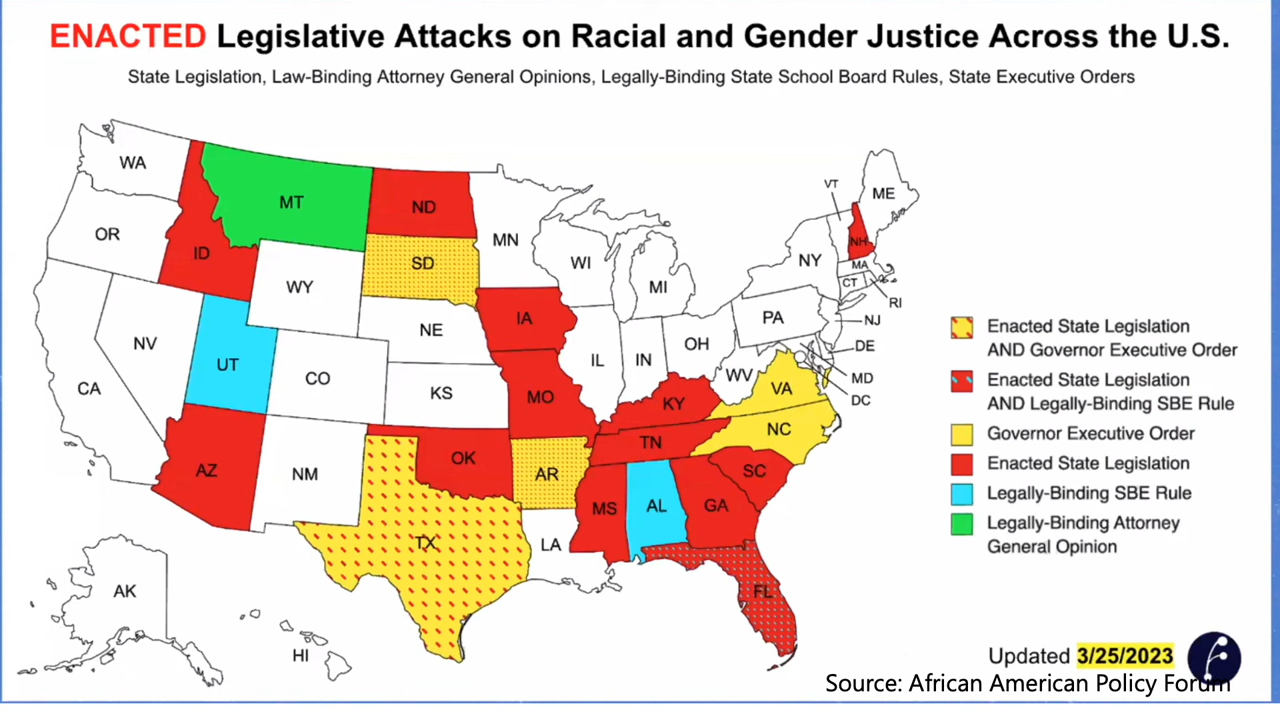 ENACTED Legislative Attacks on Racial and Gender Justice Across the U.S.
State Legislation, Law-Binding Attorney General Opinions, Legally-Binding State School Board Rules, State Executive Orders
WA
MT
ND
OR
ID
SD
MN
WI
MI
NY
VT
NH
ME
MA
CT
RI
WY
NE
IA
NV
UT
CO
KS
MO
IL
IN
OH
PA
NJ
DE
MD
DC
WV
VA
KY
CA
AZ
NM
OK
AR
TN
NC
SC
MS
AL
GA
TX
LA
FL
AK
HI
Enacted State Legislation
AND Governor Executive Order
Enacted State Legislation
AND Legally-Binding SBE Rule
Governor Executive Order
Enacted State Legislation
Legally-Binding SBE Rule
Legally-Binding Attorney
General Opinion
Updated 3/25/2023
Source: African American Policy Forum